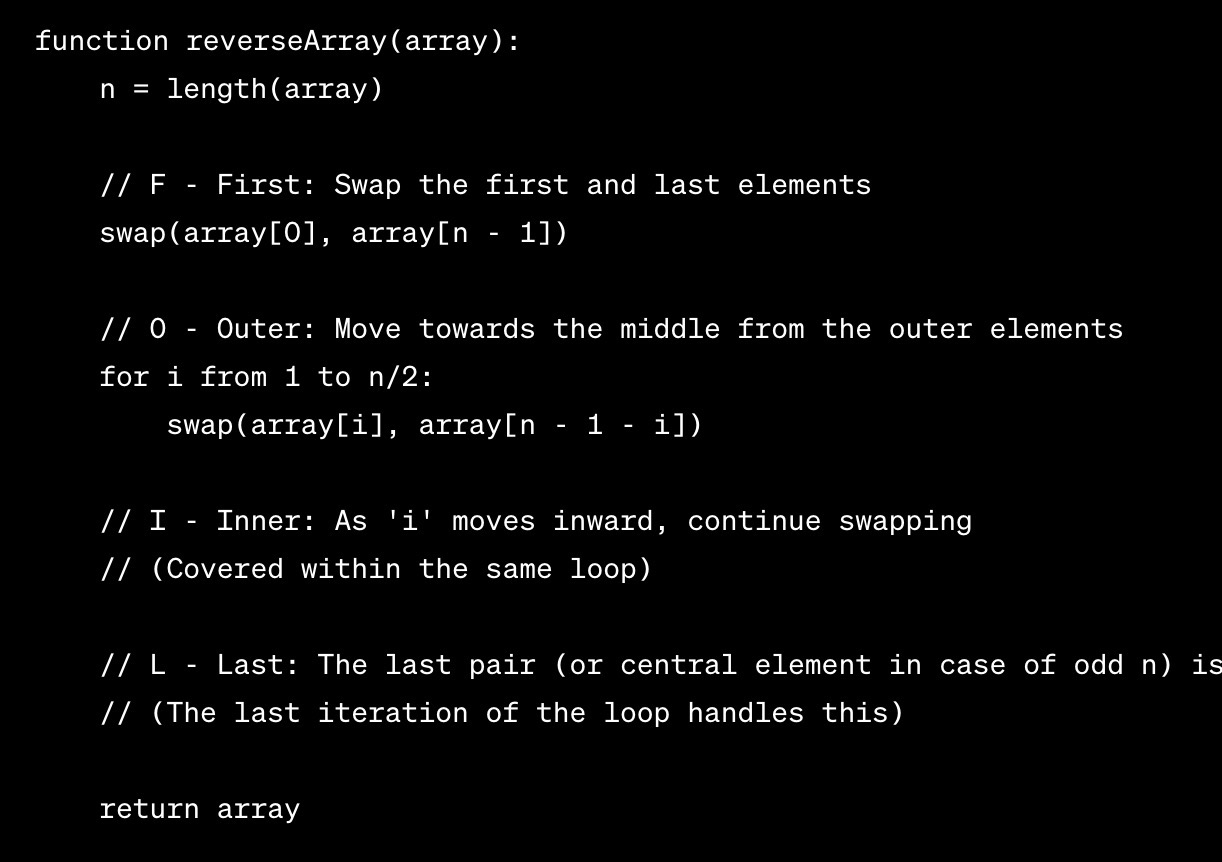 function reverseArray(array):
    n = length(array)

    // F - First: Swap the first and last elements
    swap(array[0], array[n - 1])

    // O - Outer: Move towards the middle from the outer elements
    for i from 1 to n/2:
        swap(array[i], array[n - 1 - i])

    // I - Inner: As 'i' moves inward, continue swapping
    // (Covered within the same loop)

    // L - Last: The last pair (or central element in case of odd n) is
    // (The last iteration of the loop handles this)

    return array